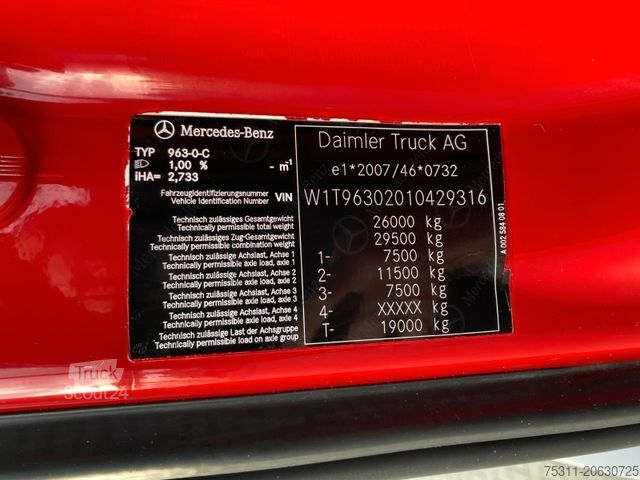 Mercedes-Benz
TYP 963-0-C
1,00 % - m¹
iHA= 2,733
Fahrzeugidentifizierungsnummer
Vehicle Identification Number VIN
Technisch zulässiges Gesamtgewicht
Technically permissible total weight
Technisch zulässiges Zug-Gesamtgewicht
Technically permissible combination weight
Technisch zulässige Achslast, Achse 1
Technically permissible axle load, axle 1
Technisch zulässige Achslast, Achse 2
Technically permissible axle load, axle 2
Technisch zulässige Achslast, Achse 3
Technically permissible axle load, axle 3
Technisch zulässige Achslast, Achse 4
Technically permissible axle load, axle 4
Technisch zulässige Last der Achsgruppe
Technically permissible load on axle group
Daimler Truck AG
e1*2007/46*0732
W1T96302010429316
26000 kg
29500 kg
1- 7500 kg
2- 11500 kg
3- 7500 kg
4- XXXXX kg
T- 19000 kg
A 002 584 08 01
Truck
Scout24
75311-20630725